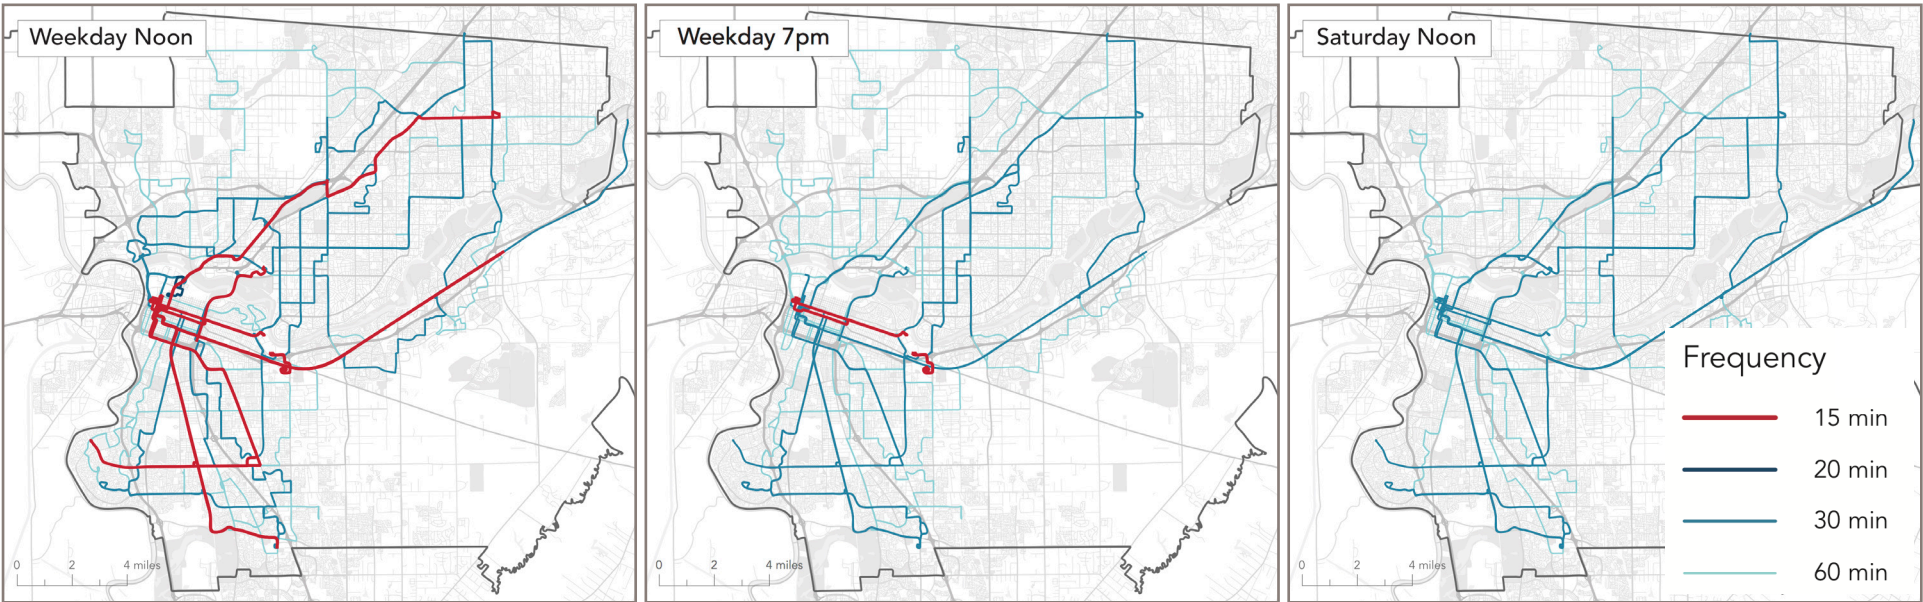 Weekday Noon
0 2 4 miles
Weekday 7pm
0 2 4 miles
Saturday Noon
0 2 4 miles
Frequency
15 min
20 min
30 min
60 min